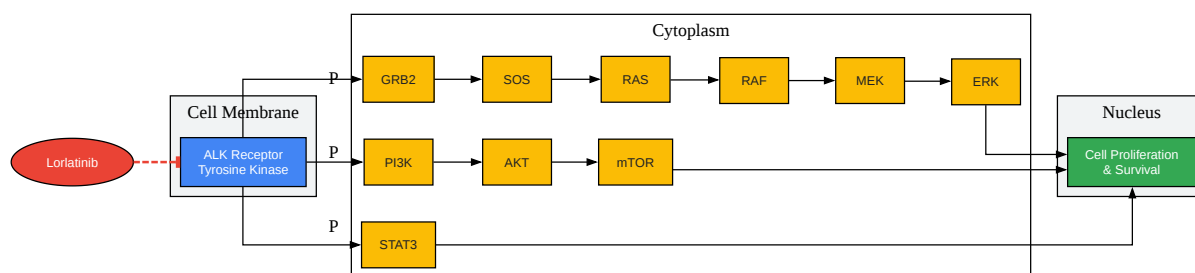 Cytoplasm
P
GRB2
SOS
RAS
RAF
MEK
ERK
Cell Membrane
Nucleus
Lorlatinib
ALK Receptor
Tyrosine Kinase
P
PI3K
AKT
mTOR
Cell Proliferation
& Survival
P
STAT3